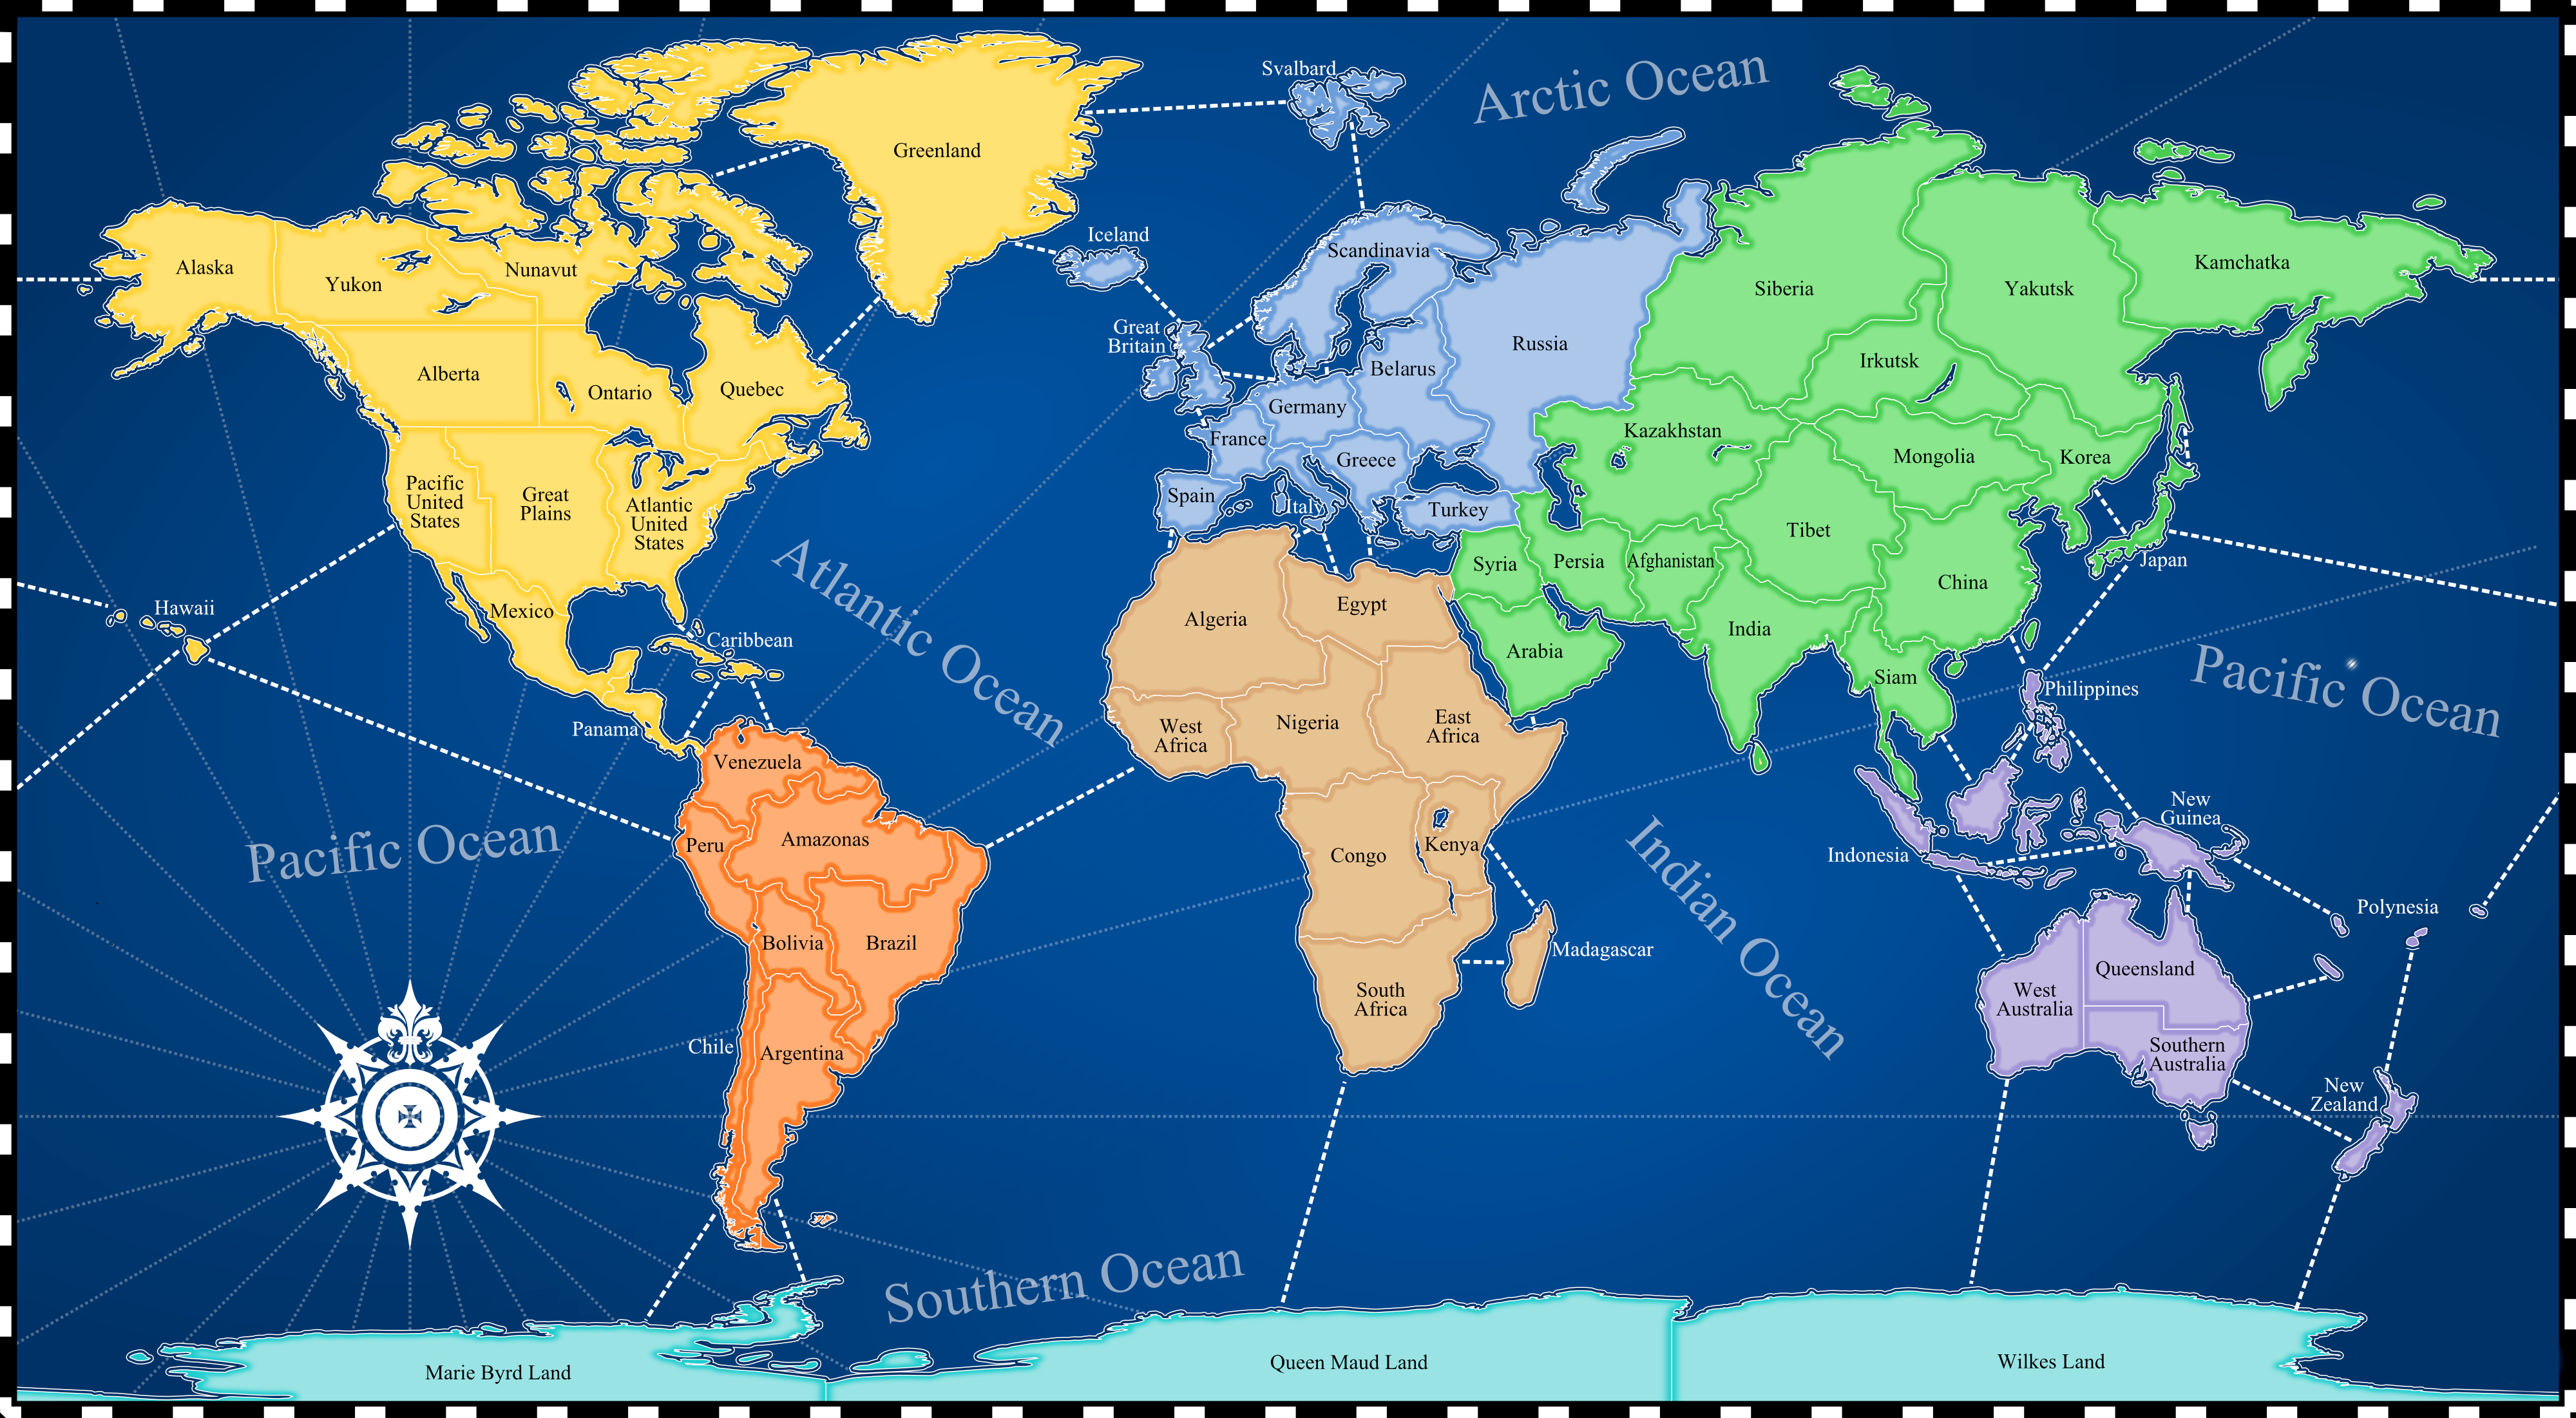 Svalbard
Arctic Ocean
Greenland
Iceland
Scandinavia
Alaska
Yukon
Nunavut
Siberia
Yakutsk
Kamchatka
Great
Britain
Russia
Belarus
Irkutsk
Alberta
Ontario
Quebec
Germany
France
Greece
Kazakhstan
Mongolia
Korea
Pacific
United
States
Great
Plains
Atlantic
United
States
Spain
Italy
Turkey
Tibet
Japan
Syria
Persia
Afghanistan
China
Atlantic Ocean
Hawaii
Mexico
Caribbean
Algeria
Egypt
Arabia
India
Siam
Philippines
Pacific Ocean
Panama
West
Africa
Nigeria
East
Africa
Venezuela
Pacific Ocean
Peru
Amazonas
Congo
Kenya
Indian Ocean
Indonesia
New
Guinea
Polynesia
Bolivia
Brazil
Madagascar
South
Africa
West
Australia
Queensland
Southern
Australia
Chile
Argentina
New
Zealand
Southern Ocean
Marie Byrd Land
Queen Maud Land
Wilkes Land